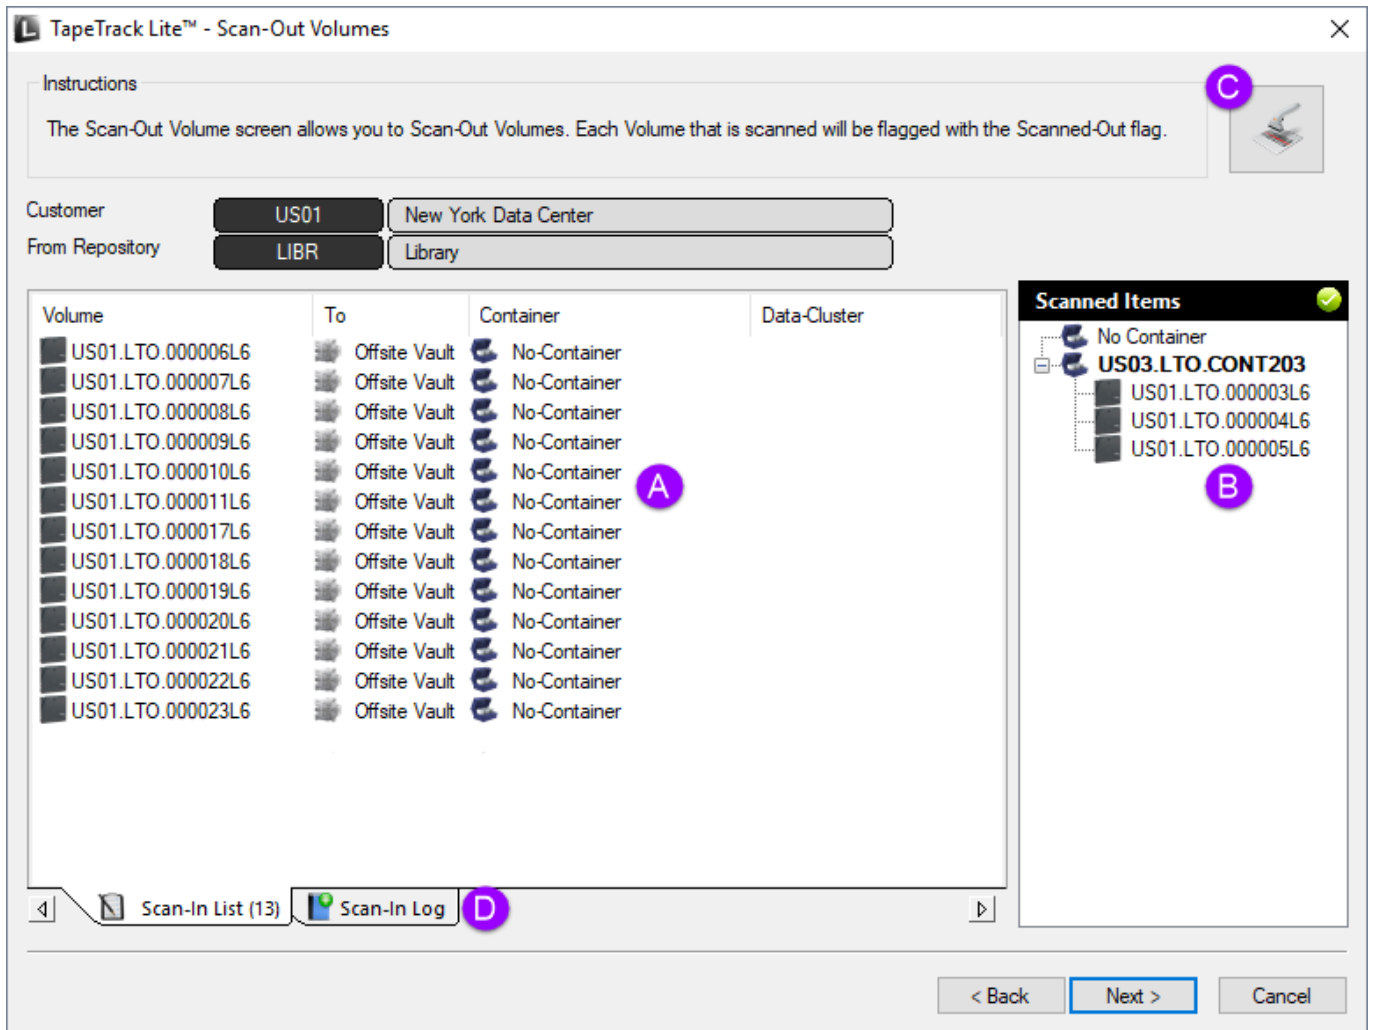 L TapeTrack Lite™ - Scan-Out Volumes
Instructions
C
The Scan-Out Volume screen allows you to Scan-Out Volumes. Each Volume that is scanned will be flagged with the Scanned-Out flag.
Customer US01 New York Data Center
From Repository LIBR Library
Volume To Container Data-Cluster
US01.LTO.000006L6 Offsite Vault No-Container
US01.LTO.000007L6 Offsite Vault No-Container
US01.LTO.000008L6 Offsite Vault No-Container
US01.LTO.000009L6 Offsite Vault No-Container
US01.LTO.000010L6 Offsite Vault No-Container
A
US01.LTO.000011L6 Offsite Vault No-Container
US01.LTO.000017L6 Offsite Vault No-Container
US01.LTO.000018L6 Offsite Vault No-Container
US01.LTO.000019L6 Offsite Vault No-Container
US01.LTO.000020L6 Offsite Vault No-Container
US01.LTO.000021L6 Offsite Vault No-Container
US01.LTO.000022L6 Offsite Vault No-Container
US01.LTO.000023L6 Offsite Vault No-Container
Scanned Items
No Container
US03.LTO.CONT203
US01.LTO.000003L6
US01.LTO.000004L6
US01.LTO.000005L6
B
Scan-In List (13) Scan-In Log D
< Back Next > Cancel